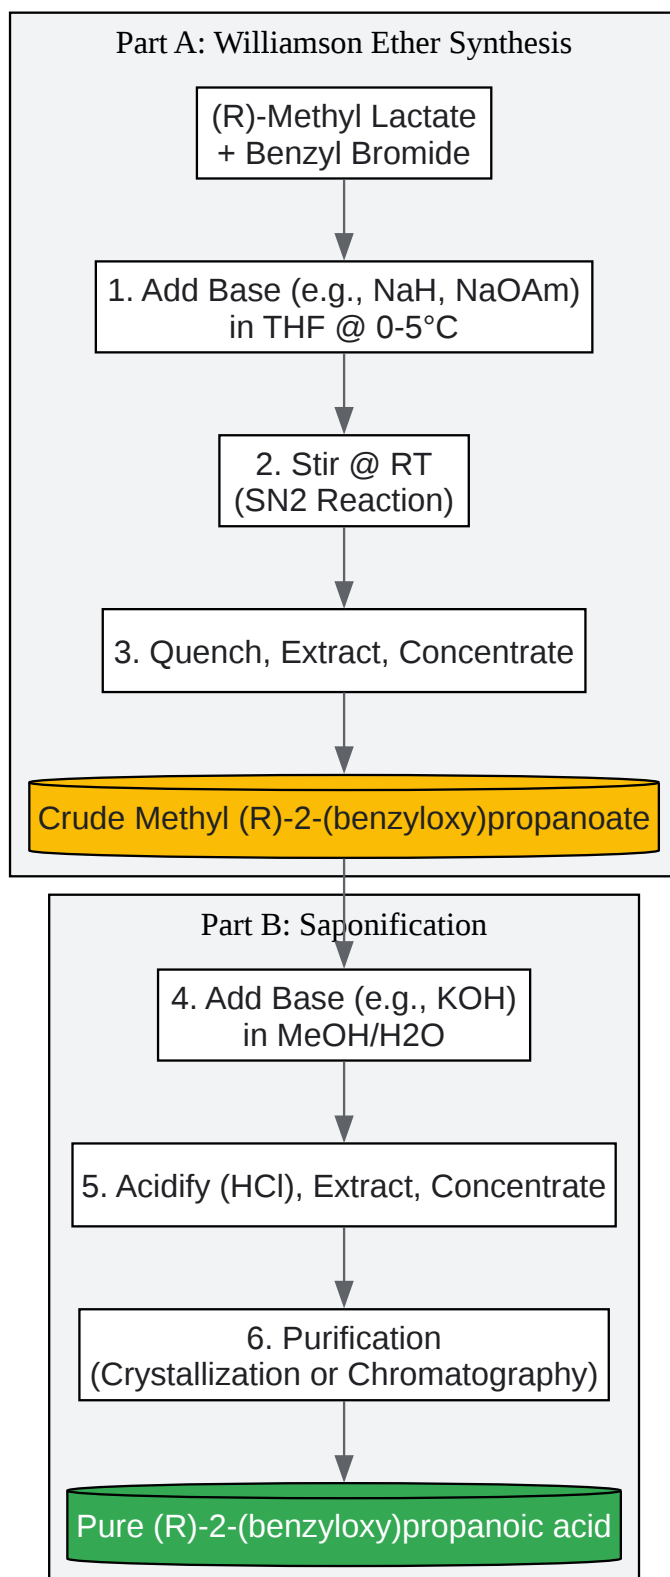 Part A: Williamson Ether Synthesis
(R)-Methyl Lactate
+ Benzyl Bromide
1. Add Base (e.g., NaH, NaOAm)
in THF @ 0-5°C
2. Stir @ RT
(SN2 Reaction)
3. Quench, Extract, Concentrate
Crude Methyl (R)-2-(benzyloxy)propanoate
Part B: Saponification
4. Add Base (e.g., KOH)
in MeOH/H2O
5. Acidify (HCl), Extract, Concentrate
6. Purification
(Crystallization or Chromatography)
Pure (R)-2-(benzyloxy)propanoic acid